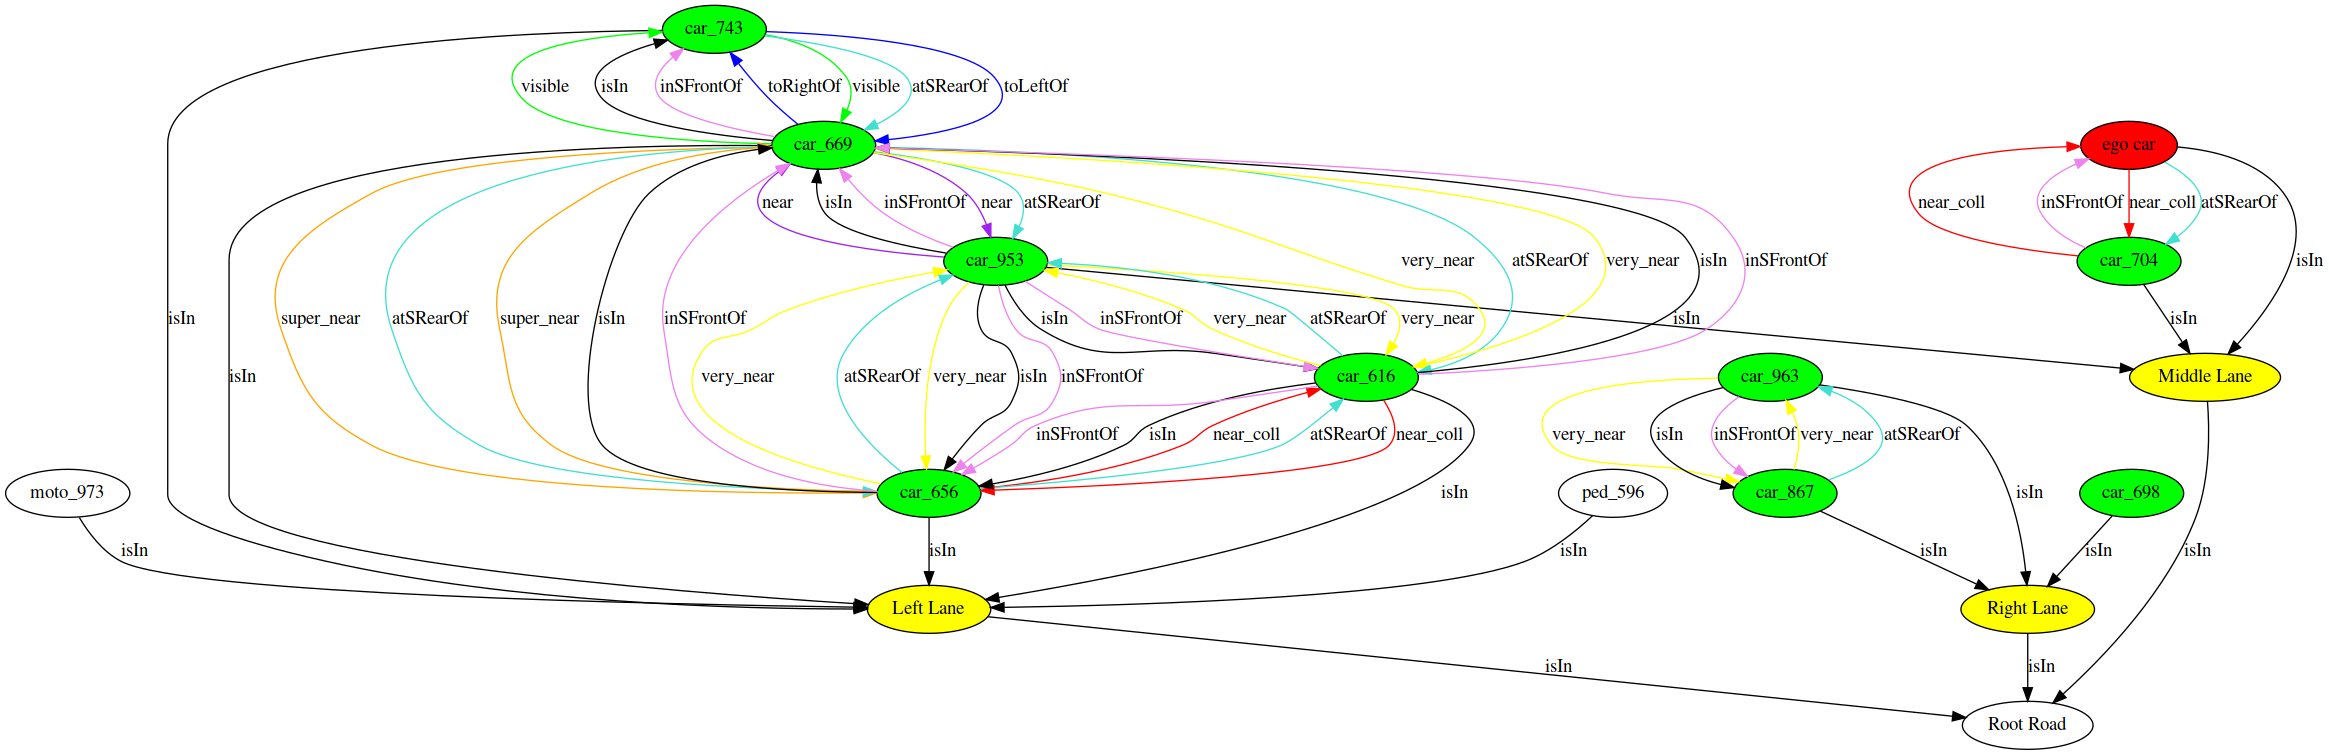 car_743
visible
isIn
inSFrontOf
toRightOf
visible
atSRearOf
toLeftOf
car_669
ego car
near
isIn
inSFrontOf
near
atSRearOf
near_coll
inSFrontOf
near_coll
atSRearOf
car_953
very_near
atSRearOf
very_near
isIn
inSFrontOf
car_704
isIn
isIn
super_near
atSRearOf
super_near
isIn
inSFrontOf
isIn
inSFrontOf
very_near
atSRearOf
very_near
isIn
isIn
isIn
very_near
atSRearOf
very_near
isIn
inSFrontOf
car_616
car_963
Middle Lane
inSFrontOf
isIn
near_coll
atSRearOf
near_coll
very_near
isIn
inSFrontOf
very_near
atSRearOf
moto_973
car_656
isIn
ped_596
car_867
isIn
car_698
isIn
isIn
isIn
isIn
isIn
isIn
Left Lane
Right Lane
isIn
isIn
Root Road